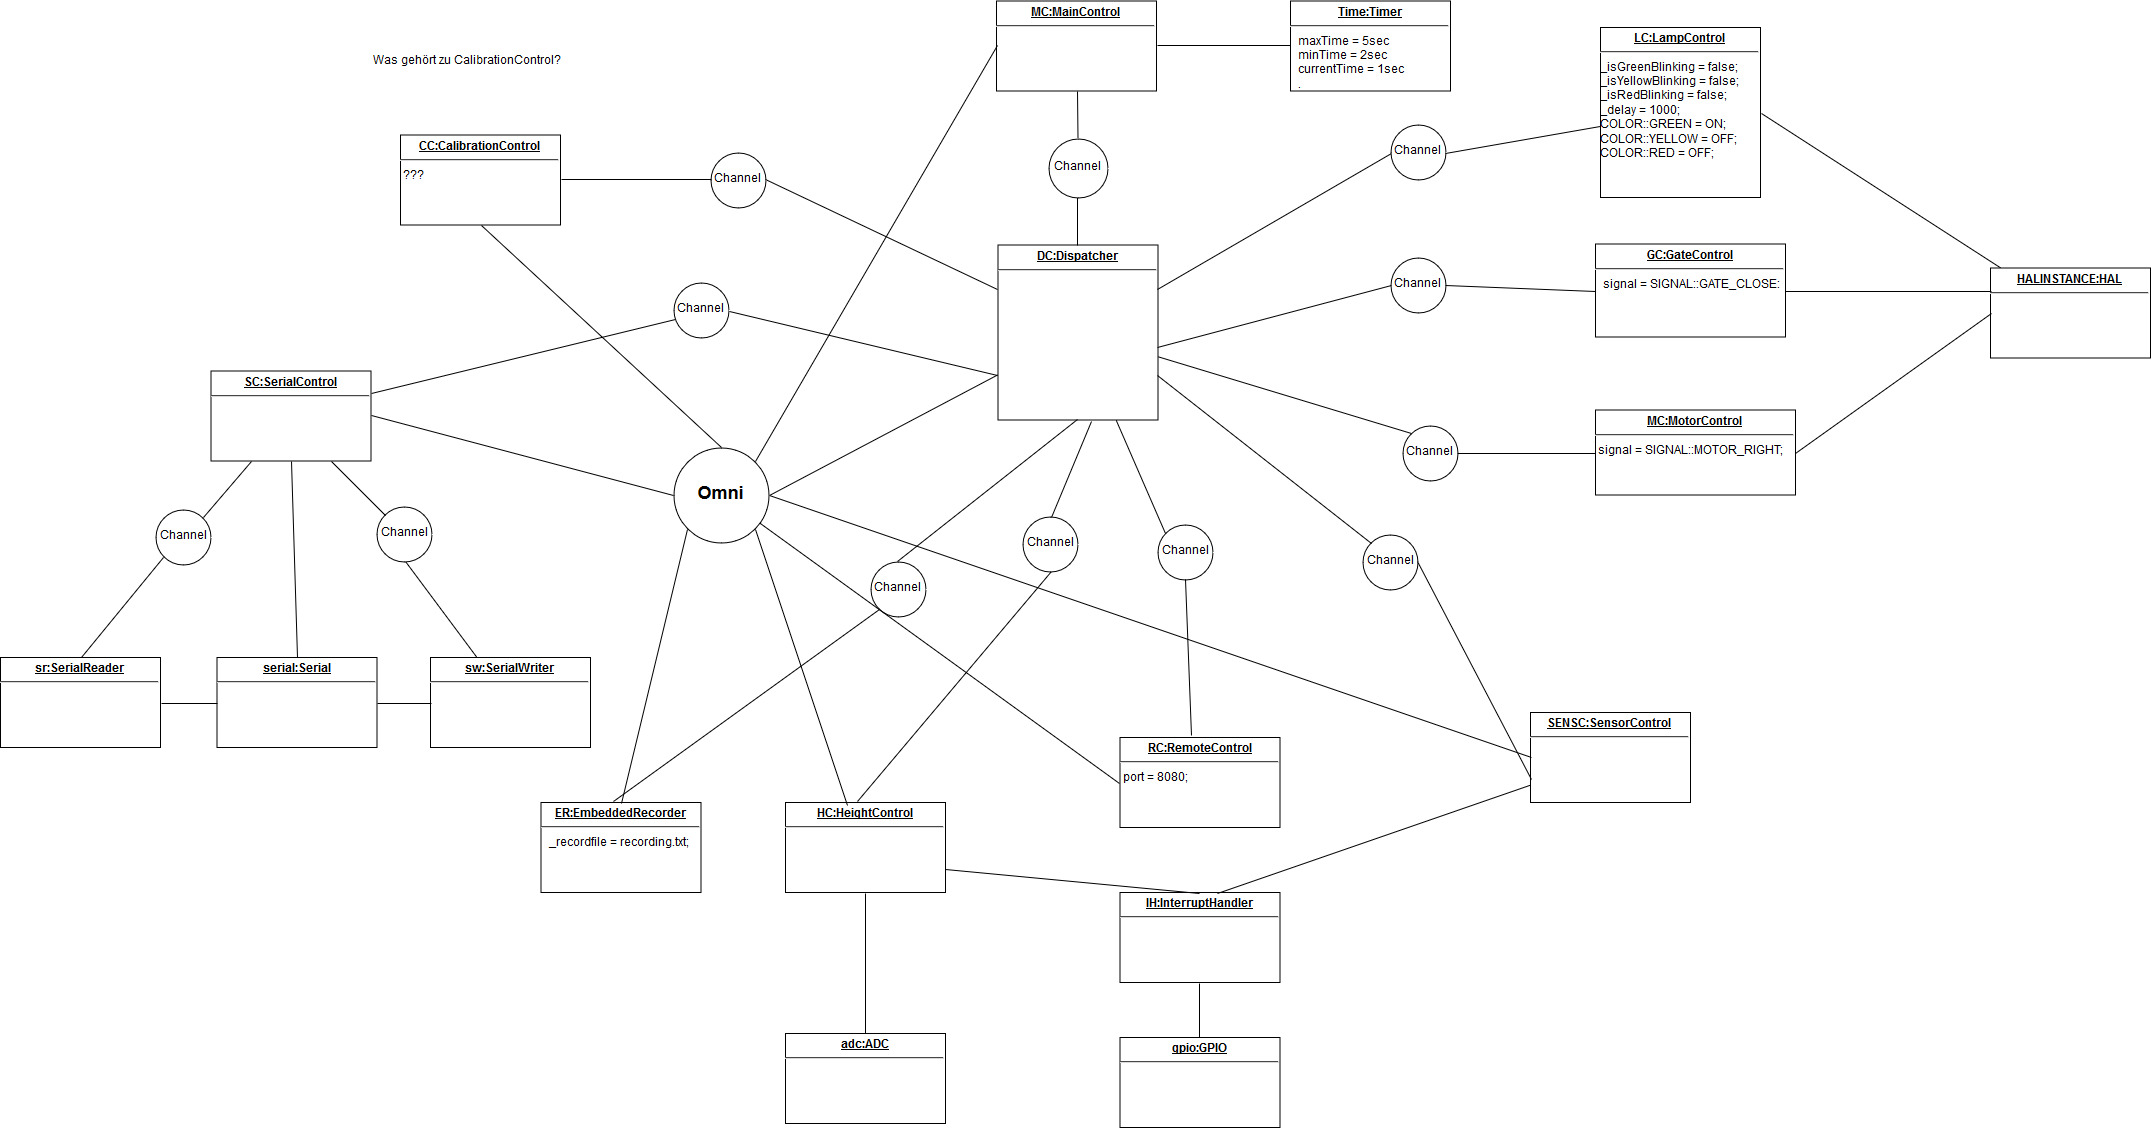 MC:MainControl
Time:Timer
maxTime = 5sec
minTime = 2sec
currentTime = 1sec
.
LC:LampControl
_isGreenBlinking = false;
_isYellowBlinking = false;
_isRedBlinking = false;
_delay = 1000;
COLOR::GREEN = ON;
COLOR::YELLOW = OFF;
COLOR::RED = OFF;
Was gehört zu CalibrationControl?
CC:CalibrationControl
???
Channel
Channel
Channel
DC:Dispatcher
GC:GateControl
signal = SIGNAL::GATE_CLOSE:
HALINSTANCE:HAL
Channel
Channel
SC:SerialControl
MC:MotorControl
signal = SIGNAL::MOTOR_RIGHT;
Channel
Omni
Channel
Channel
Channel
Channel
Channel
Channel
sr:SerialReader
serial:Serial
sw:SerialWriter
SENSC:SensorControl
RC:RemoteControl
port = 8080;
ER:EmbeddedRecorder
_recordfile = recording.txt;
HC:HeightControl
IH:InterruptHandler
adc:ADC
gpio:GPIO